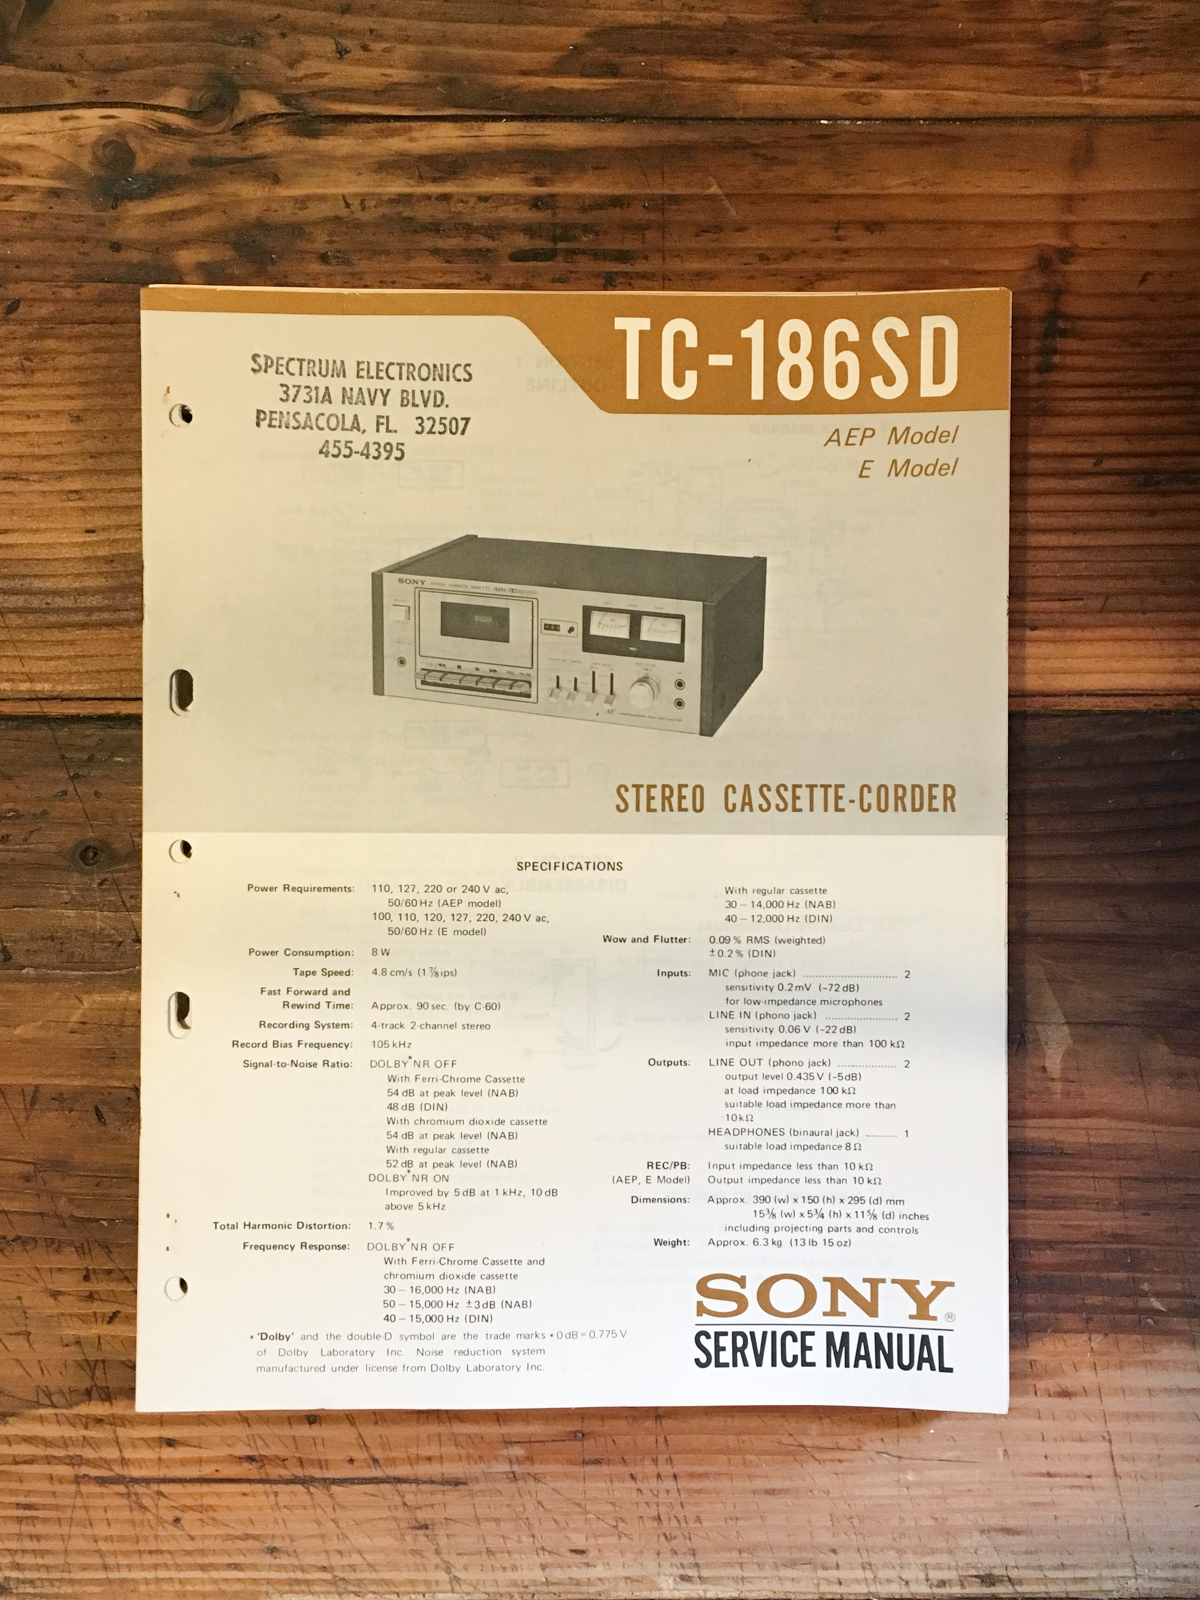 TC-186SD
SPECTRUM ELECTRONICS
3731A NAVY BLVD.
PENSACOLA, FL. 32507
455-4395
AEP Model
E Model
SONY
STEREO CASSETTE-CORDER
SPECIFICATIONS
Power Requirements: 110, 127, 220 or 240 V ac,
50/60 Hz (AEP model)
100, 110, 120, 127, 220, 240 V ac,
50/60 Hz (E model)
Power Consumption: 8 W
Tape Speed: 4.8 cm/s (1 7/8 ips)
Fast Forward and
Rewind Time: Approx. 90 sec. (by C-60)
Recording System: 4-track 2-channel stereo
Record Bias Frequency: 105 kHz
Signal-to-Noise Ratio: DOLBY* NR OFF
With Ferri-Chrome Cassette
54 dB at peak level (NAB)
48 dB (DIN)
With chromium dioxide cassette
54 dB at peak level (NAB)
With regular cassette
52 dB at peak level (NAB)
DOLBY* NR ON
Improved by 5 dB at 1 kHz, 10 dB
above 5 kHz
Total Harmonic Distortion: 1.7 %
Frequency Response: DOLBY* NR OFF
With Ferri-Chrome Cassette and
chromium dioxide cassette
30 – 16,000 Hz (NAB)
50 – 15,000 Hz ±3 dB (NAB)
40 – 15,000 Hz (DIN)
* 'Dolby' and the double-D symbol are the trade marks
of Dolby Laboratory Inc. Noise reduction system
manufactured under license from Dolby Laboratory Inc.
• 0 dB = 0.775 V
With regular cassette
30 – 14,000 Hz (NAB)
40 – 12,000 Hz (DIN)
Wow and Flutter: 0.09 % RMS (weighted)
±0.2 % (DIN)
Inputs: MIC (phone jack) ............................ 2
sensitivity 0.2 mV (-72 dB)
for low-impedance microphones
LINE IN (phono jack) ...................... 2
sensitivity 0.06 V (-22 dB)
input impedance more than 100 kΩ
Outputs: LINE OUT (phono jack) .................. 2
output level 0.435 V (-5 dB)
at load impedance 100 kΩ
suitable load impedance more than
10 kΩ
HEADPHONES (binaural jack) .......... 1
suitable load impedance 8 Ω
REC/PB: Input impedance less than 10 kΩ
(AEP, E Model) Output impedance less than 10 kΩ
Dimensions: Approx. 390 (w) x 150 (h) x 295 (d) mm
15 3/8 (w) x 5 3/4 (h) x 11 5/8 (d) inches
including projecting parts and controls
Weight: Approx. 6.3 kg (13 lb 15 oz)
SONY®
SERVICE MANUAL